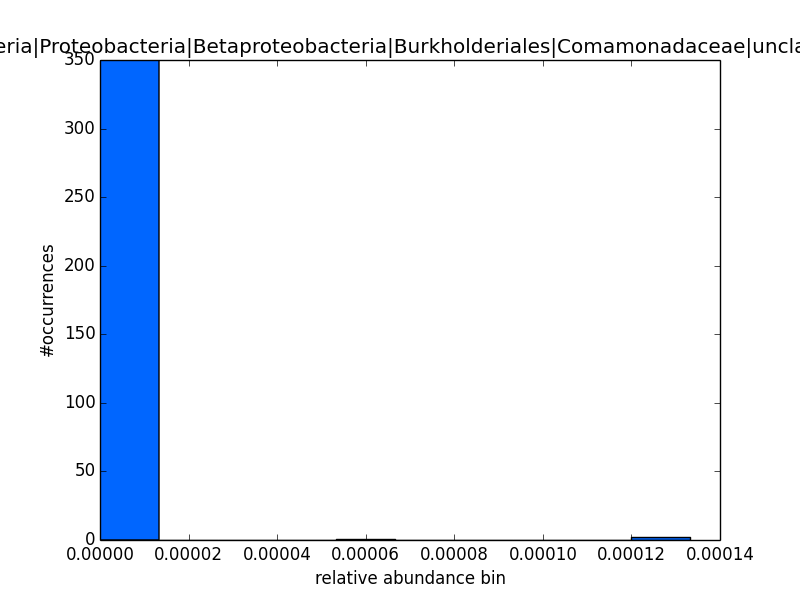 eria|Proteobacteria|Betaproteobacteria|Burkholderiales|Comamonadaceae|uncla
350
300
250
200
150
100
50
0
#occurrences
0.00000 0.00002 0.00004 0.00006 0.00008 0.00010 0.00012 0.00014
relative abundance bin